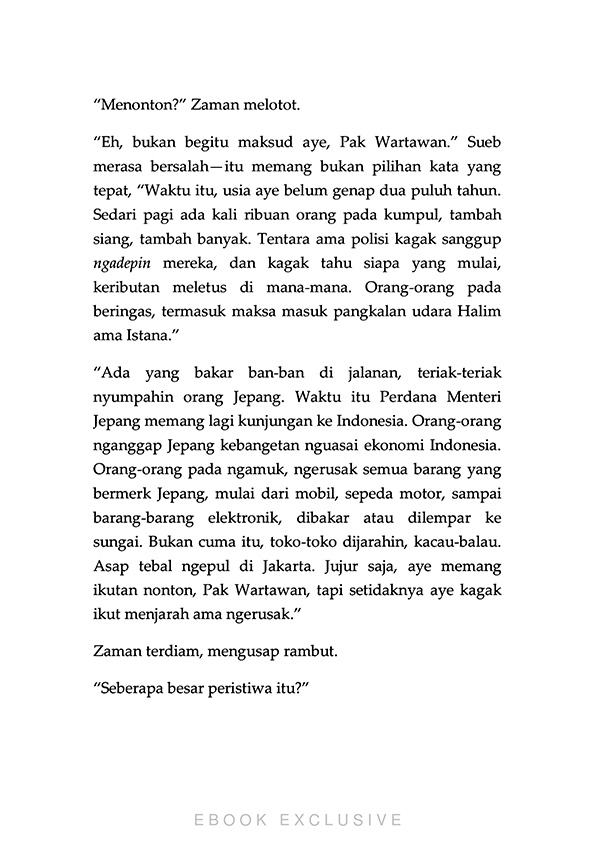 “Menonton?” Zaman melotot.
“Eh, bukan begitu maksud aye, Pak Wartawan.” Sueb
merasa bersalah—itu memang bukan pilihan kata yang
tepat, “Waktu itu, usia aye belum genap dua puluh tahun.
Sedari pagi ada kali ribuan orang pada kumpul, tambah
siang, tambah banyak. Tentara ama polisi kagak sanggup
ngadepin mereka, dan kagak tahu siapa yang mulai,
keributan meletus di mana-mana. Orang-orang pada
beringas, termasuk maksa masuk pangkalan udara Halim
ama Istana.”
“Ada yang bakar ban-ban di jalanan, teriak-teriak
nyumpahin orang Jepang. Waktu itu Perdana Menteri
Jepang memang lagi kunjungan ke Indonesia. Orang-orang
nganggap Jepang kebangetan nguasai ekonomi Indonesia.
Orang-orang pada ngamuk, ngerusak semua barang yang
bermerk Jepang, mulai dari mobil, sepeda motor, sampai
barang-barang elektronik, dibakar atau dilempar ke
sungai. Bukan cuma itu, toko-toko dijarahin, kacau-balau.
Asap tebal ngepul di Jakarta. Jujur saja, aye memang
ikutan nonton, Pak Wartawan, tapi setidaknya aye kagak
ikut menjarah ama ngerusak.”
Zaman terdiam, mengusap rambut.
“Seberapa besar peristiwa itu?”
EBOOK EXCLUSIVE